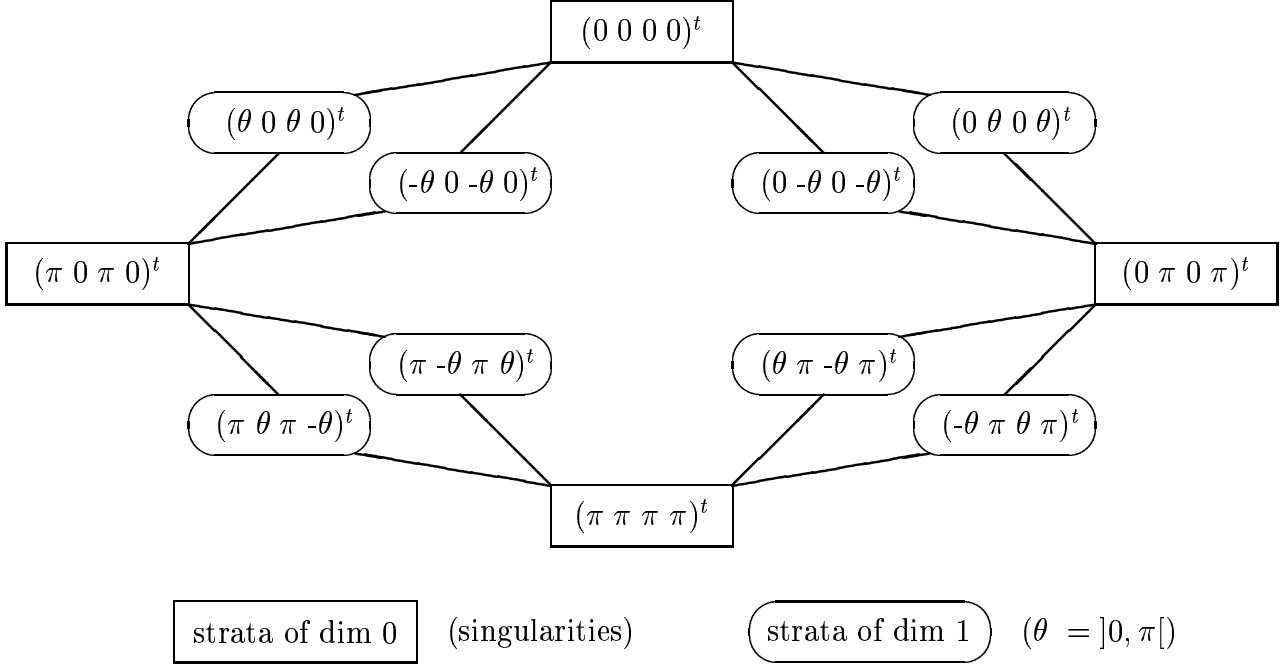 (0 0 0 0)ᵗ
(θ 0 θ 0)ᵗ (0 θ 0 θ)ᵗ
(-θ 0 -θ 0)ᵗ (0 -θ 0 -θ)ᵗ
(π 0 π 0)ᵗ (0 π 0 π)ᵗ
(π -θ π θ)ᵗ (θ π -θ π)ᵗ
(π θ π -θ)ᵗ (-θ π θ π)ᵗ
(π π π π)ᵗ
strata of dim 0 (singularities) strata of dim 1 (θ = ]0, π[)